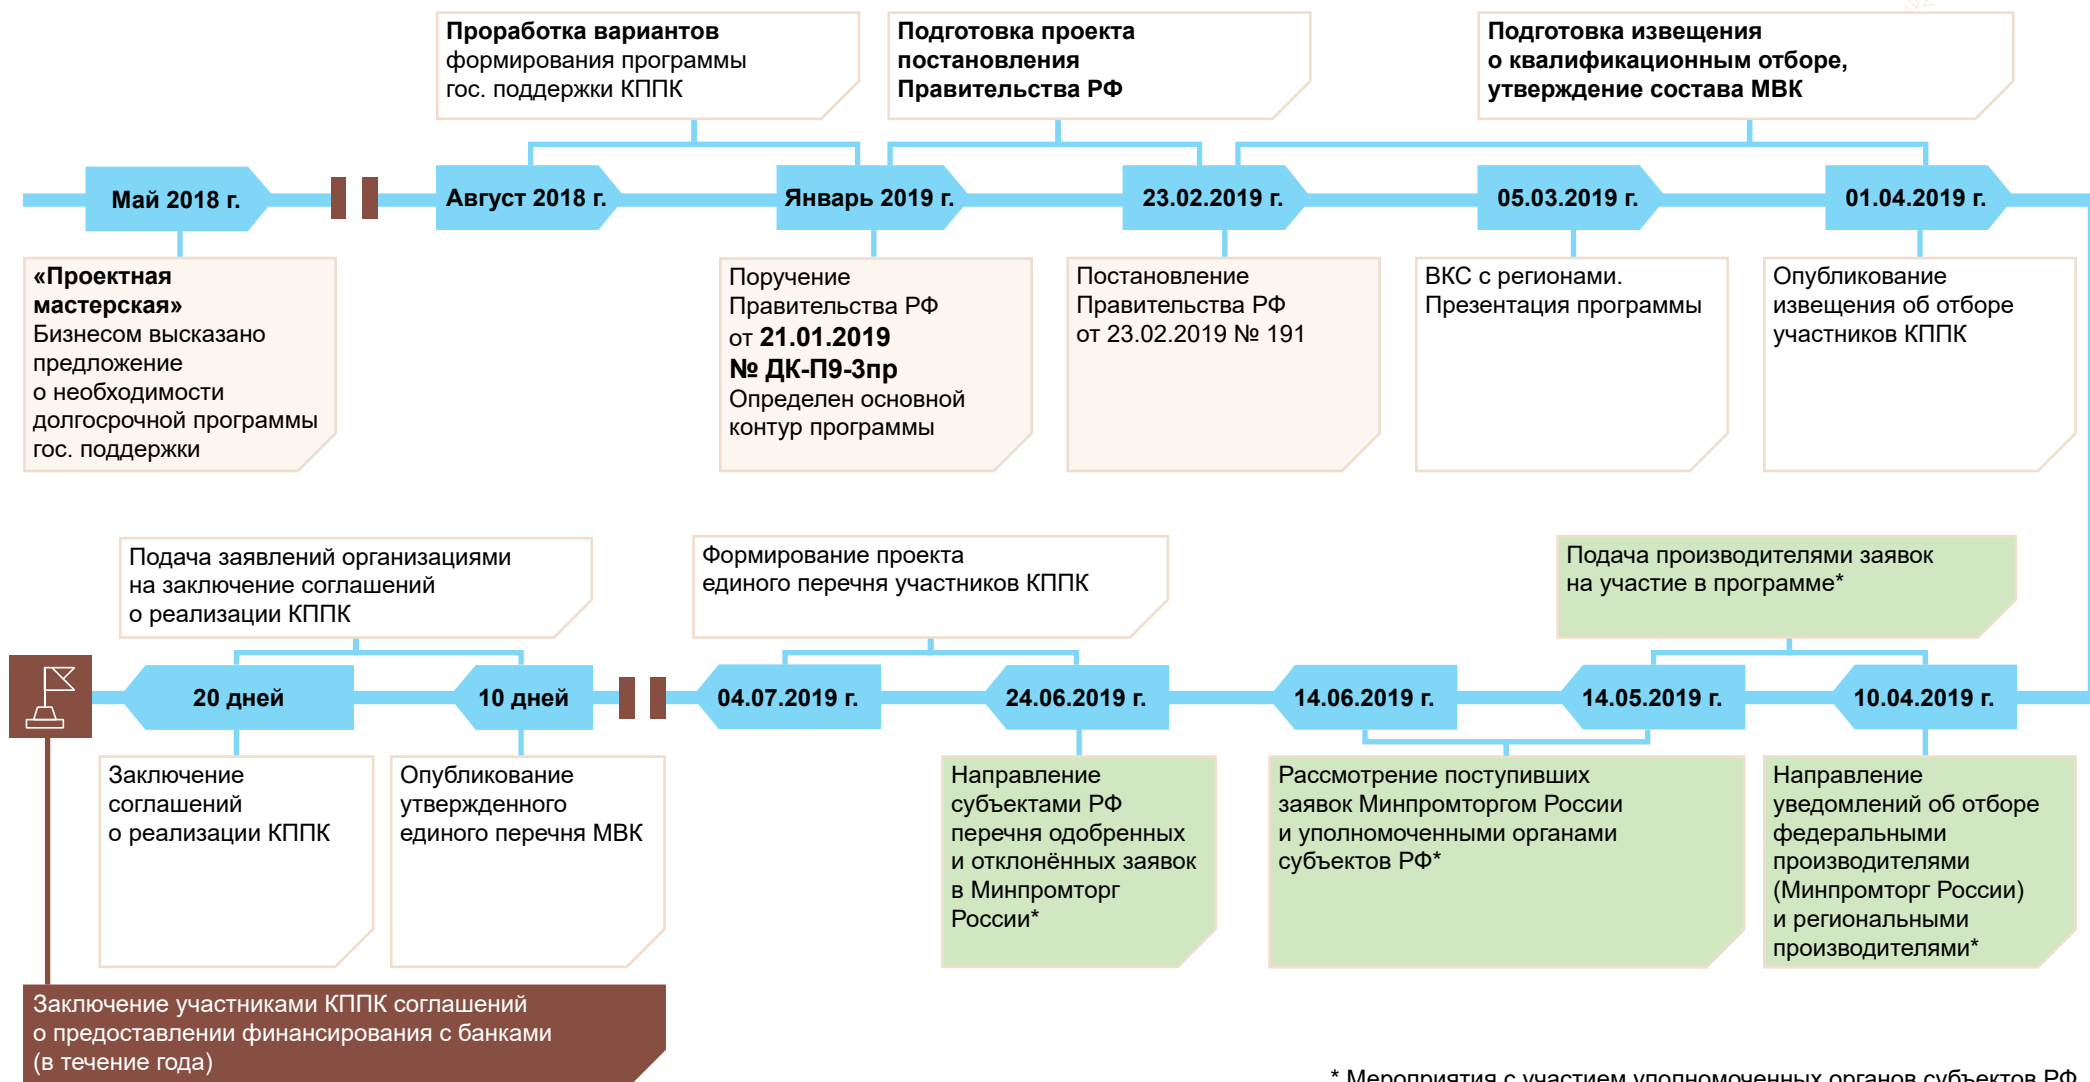 Проработка вариантов
формирования программы
гос. поддержки КППК
Подготовка проекта
постановления
Правительства РФ
Подготовка извещения
о квалификационным отборе,
утверждение состава МВК
Май 2018 г.
Август 2018 г.
Январь 2019 г.
23.02.2019 г.
05.03.2019 г.
01.04.2019 г.
«Проектная
мастерская»
Бизнесом высказано
предложение
о необходимости
долгосрочной программы
гос. поддержки
Поручение
Правительства РФ
от 21.01.2019
№ ДК-П9-3пр
Определен основной
контур программы
Постановление
Правительства РФ
от 23.02.2019 № 191
ВКС с регионами.
Презентация программы
Опубликование
извещения об отборе
участников КППК
Подача заявлений организациями
на заключение соглашений
о реализации КППК
Формирование проекта
единого перечня участников КППК
Подача производителями заявок
на участие в программе*
20 дней
10 дней
04.07.2019 г.
24.06.2019 г.
14.06.2019 г.
14.05.2019 г.
10.04.2019 г.
Заключение
соглашений
о реализации КППК
Опубликование
утвержденного
единого перечня МВК
Направление
субъектами РФ
перечня одобренных
и отклонённых заявок
в Минпромторг
России*
Рассмотрение поступивших
заявок Минпромторгом России
и уполномоченными органами
субъектов РФ*
Направление
уведомлений об отборе
федеральными
производителями
(Минпромторг России)
и региональными
производителями*
Заключение участниками КППК соглашений
о предоставлении финансирования с банками
(в течение года)
* Мероприятия с участием уполномоченных органов субъектов РФ